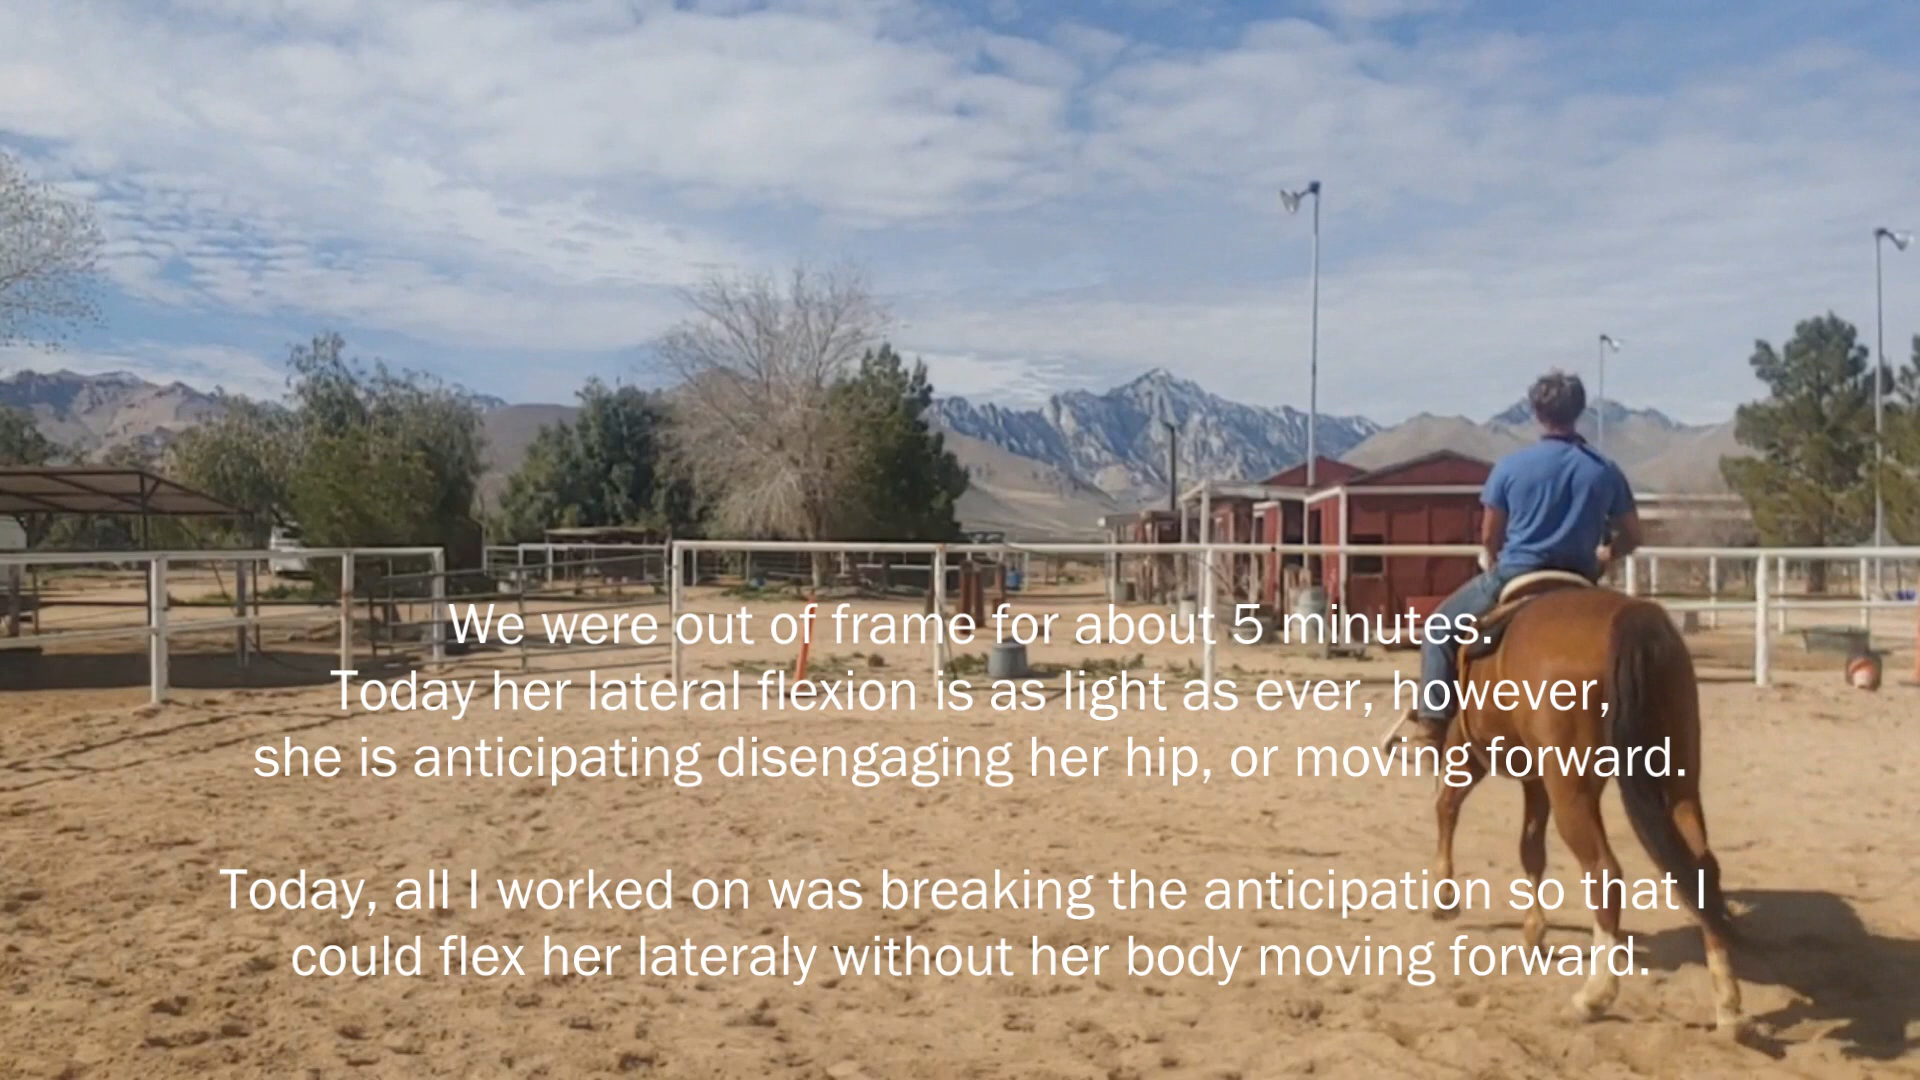 We were out of frame for about 5 minutes.
Today her lateral flexion is as light as ever, however,
she is anticipating disengaging her hip, or moving forward.
Today, all I worked on was breaking the anticipation so that I
could flex her lateraly without her body moving forward.